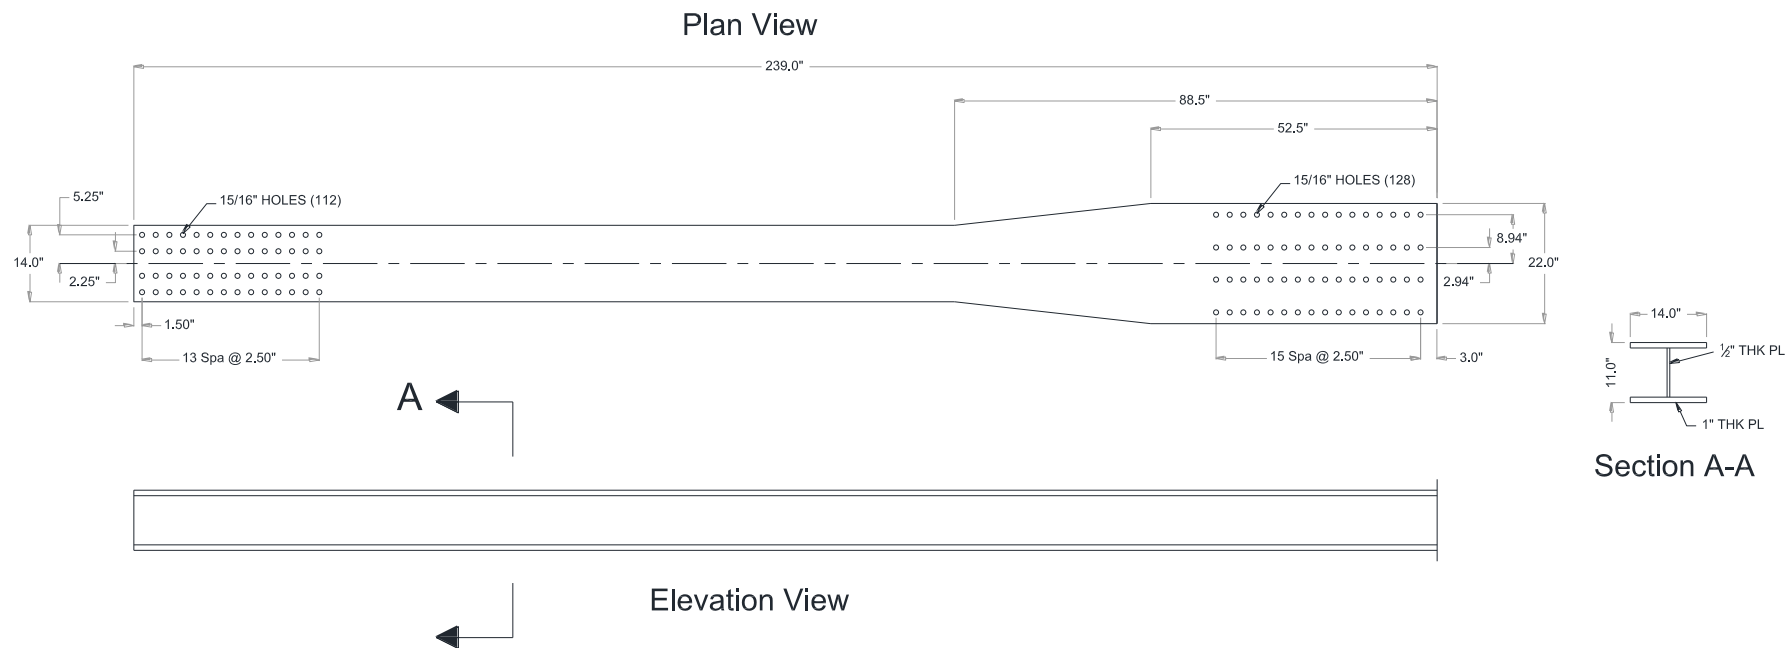 Plan View
239.0"
88.5"
52.5"
5.25"
15/16" HOLES (112)
15/16" HOLES (128)
14.0"
2.25"
8.94"
22.0"
2.94"
1.50"
13 Spa @ 2.50"
15 Spa @ 2.50"
3.0"
14.0"
½" THK PL
11.0"
1" THK PL
Section A-A
A
Elevation View